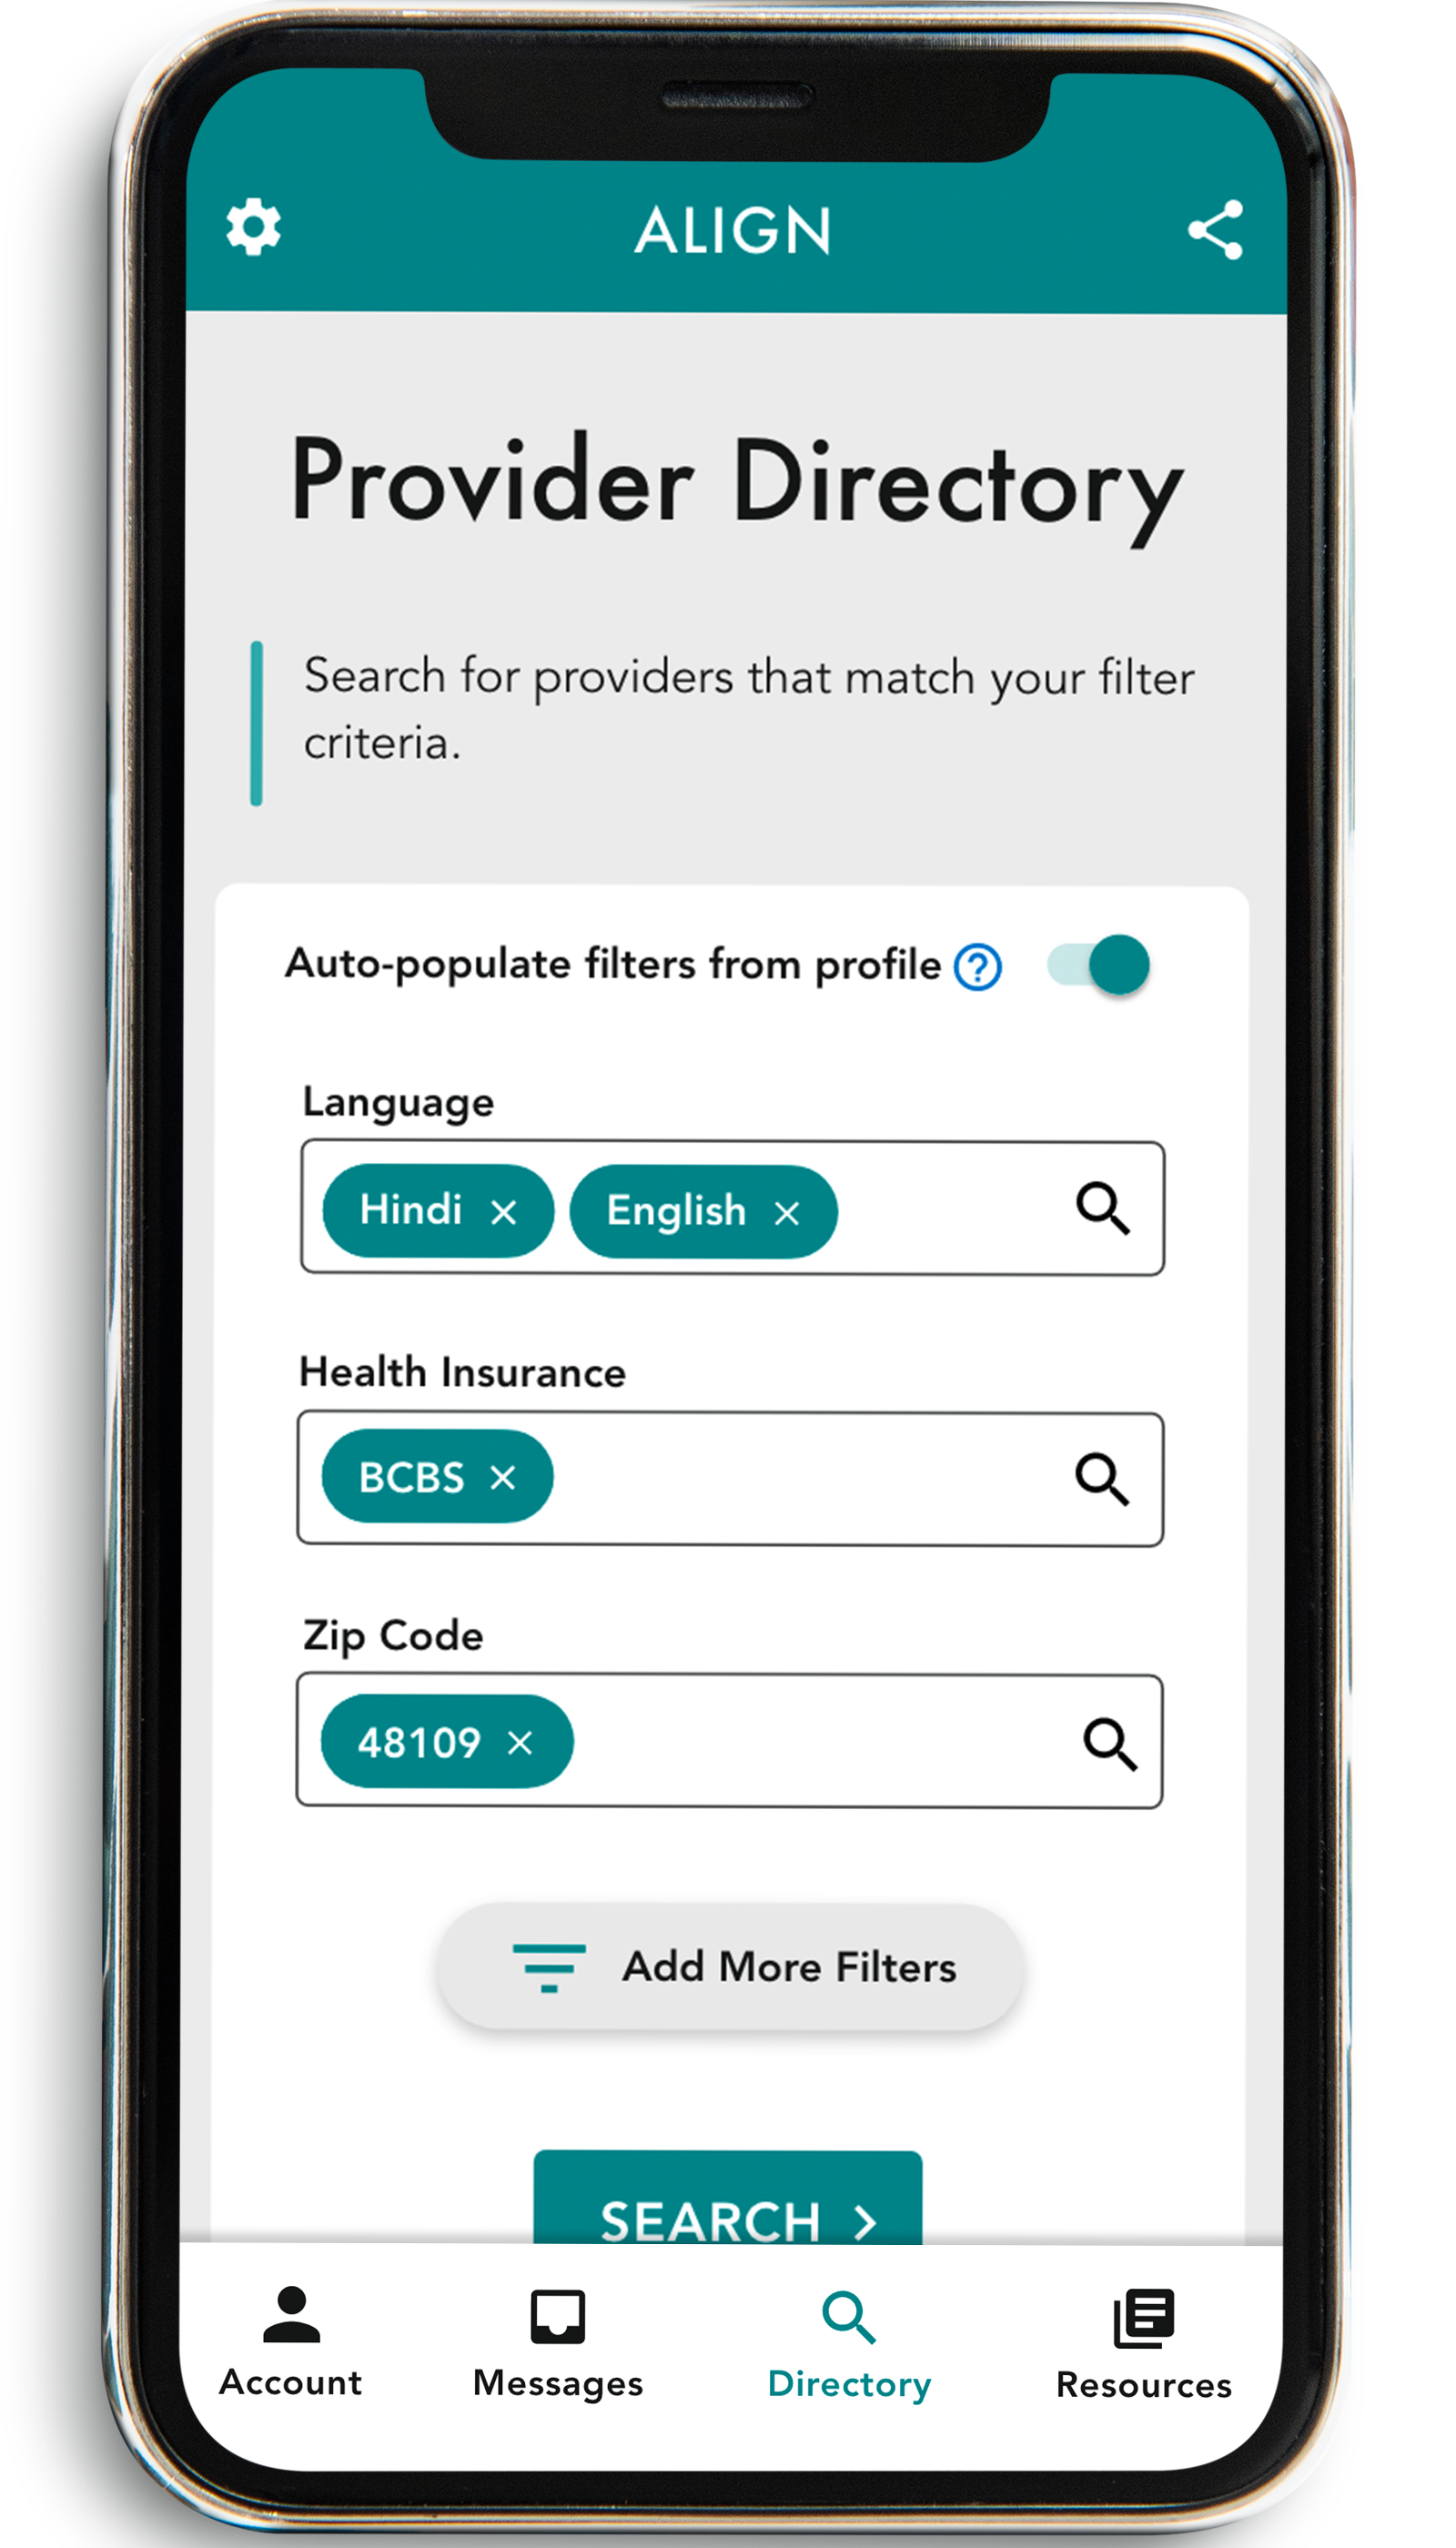 ALIGN
Provider Directory
Search for providers that match your filter
criteria.
Auto-populate filters from profile ?
Language
Hindi × English ×
Health Insurance
BCBS ×
Zip Code
48109 ×
Add More Filters
SEARCH >
Account Messages Directory Resources